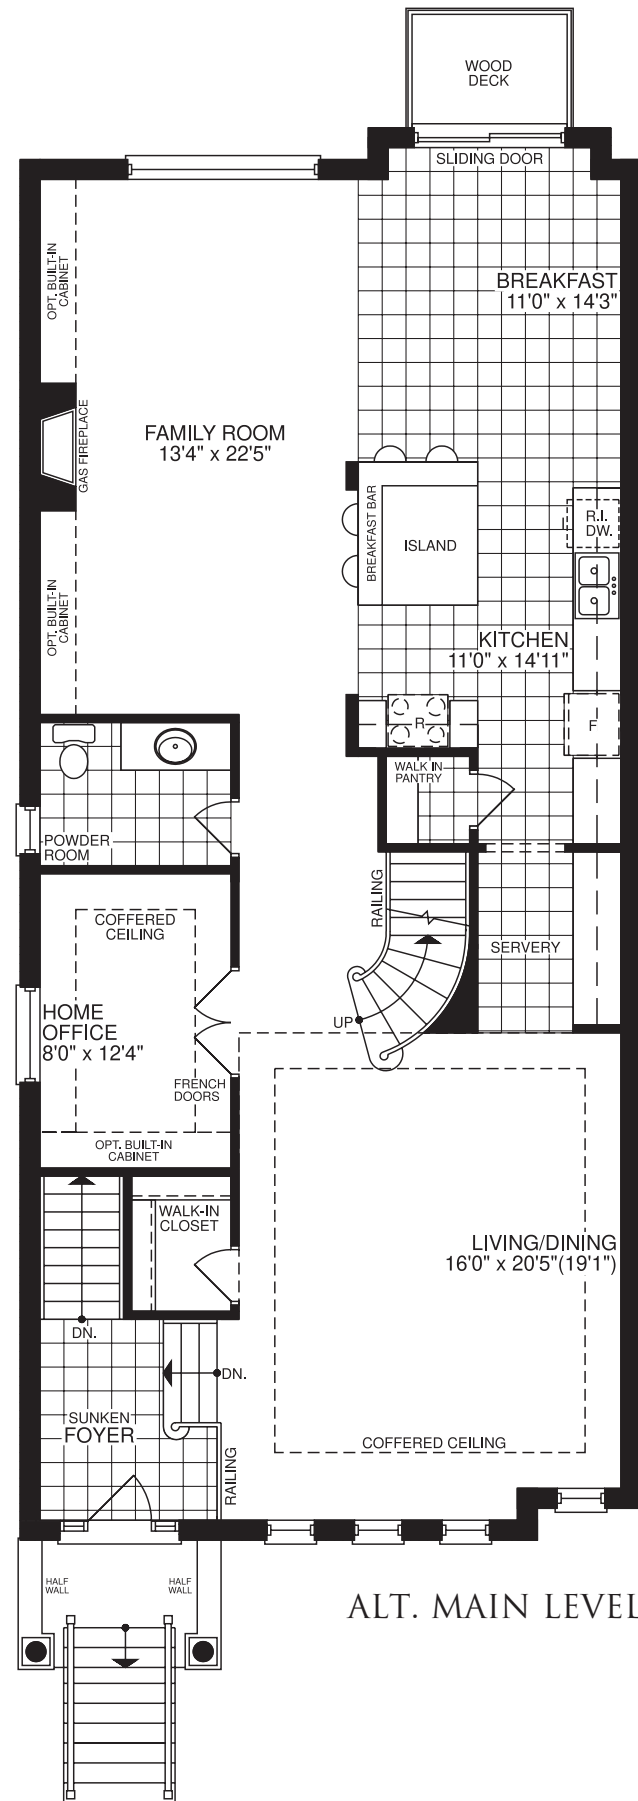 WOOD
DECK
SLIDING DOOR
OPT. BUILT-IN
CABINET
BREAKFAST
11'0" x 14'3"
GAS FIREPLACE
FAMILY ROOM
13'4" x 22'5"
BREAKFAST BAR
ISLAND
R.I.
DW.
OPT. BUILT-IN
CABINET
KITCHEN
11'0" x 14'11"
R
F
WALK IN
PANTRY
POWDER
ROOM
RAILING
COFFERED
CEILING
SERVERY
HOME
OFFICE
8'0" x 12'4"
UP
FRENCH
DOORS
OPT. BUILT-IN
CABINET
WALK-IN
CLOSET
LIVING/DINING
16'0" x 20'5"(19'1")
DN.
DN.
SUNKEN
FOYER
RAILING
COFFERED CEILING
HALF
WALL
HALF
WALL
ALT. MAIN LEVEL